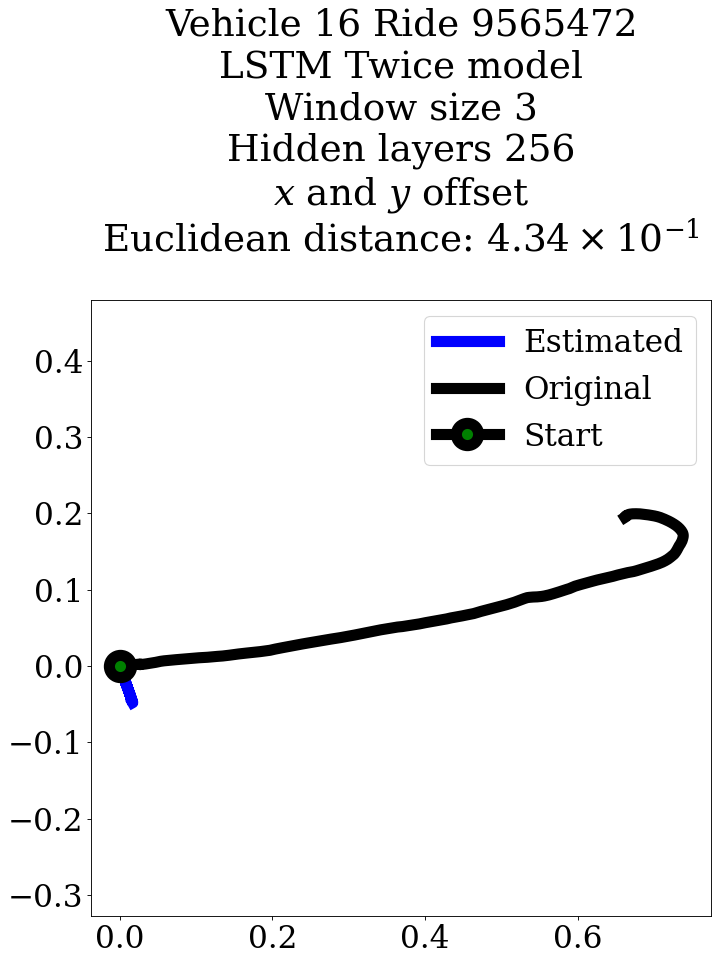 Vehicle 16 Ride 9565472
LSTM Twice model
Window size 3
Hidden layers 256
x and y offset
Euclidean distance: 4.34 × 10⁻¹
Estimated
Original
Start
0.4
0.3
0.2
0.1
0.0
−0.1
−0.2
−0.3
0.0 0.2 0.4 0.6